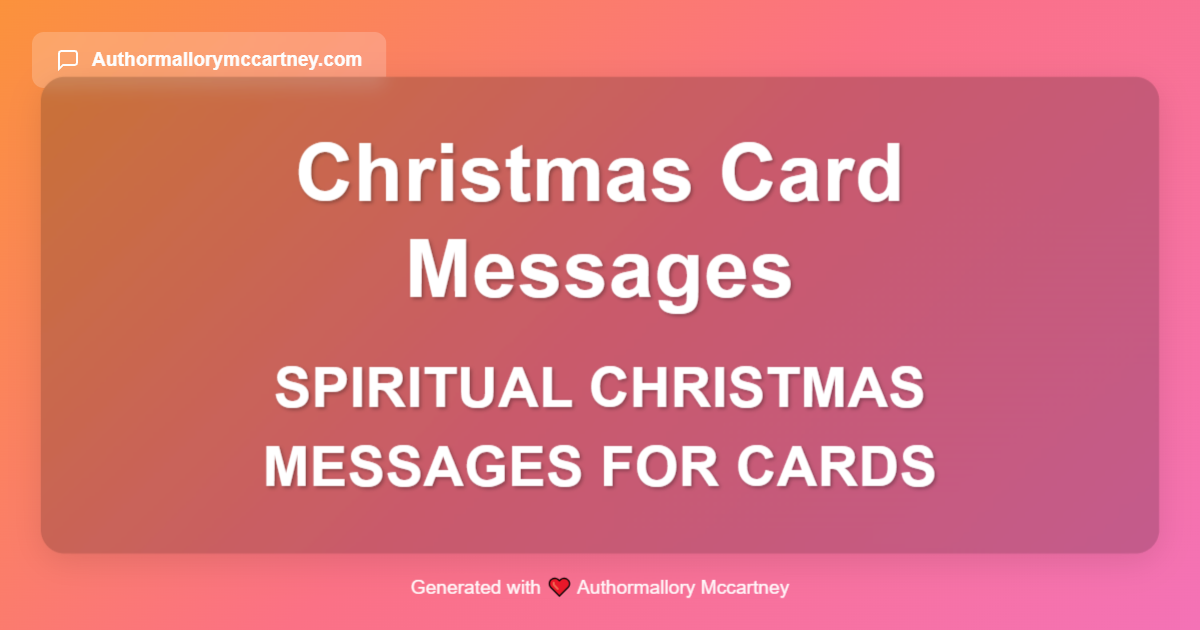 Authormallorymccartney.com
Christmas Card
Messages
SPIRITUAL CHRISTMAS
MESSAGES FOR CARDS
Generated with ❤️ Authormallory Mccartney